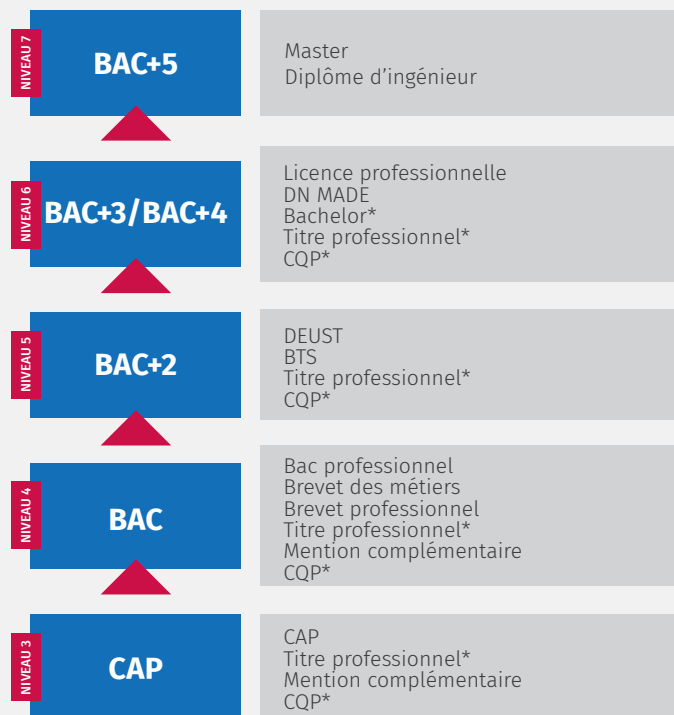 NIVEAU 7
BAC+5
Master
Diplôme d’ingénieur
NIVEAU 6
BAC+3/BAC+4
Licence professionnelle
DN MADE
Bachelor*
Titre professionnel*
CQP*
NIVEAU 5
BAC+2
DEUST
BTS
Titre professionnel*
CQP*
NIVEAU 4
BAC
Bac professionnel
Brevet des métiers
Brevet professionnel
Titre professionnel*
Mention complémentaire
CQP*
NIVEAU 3
CAP
CAP
Titre professionnel*
Mention complémentaire
CQP*